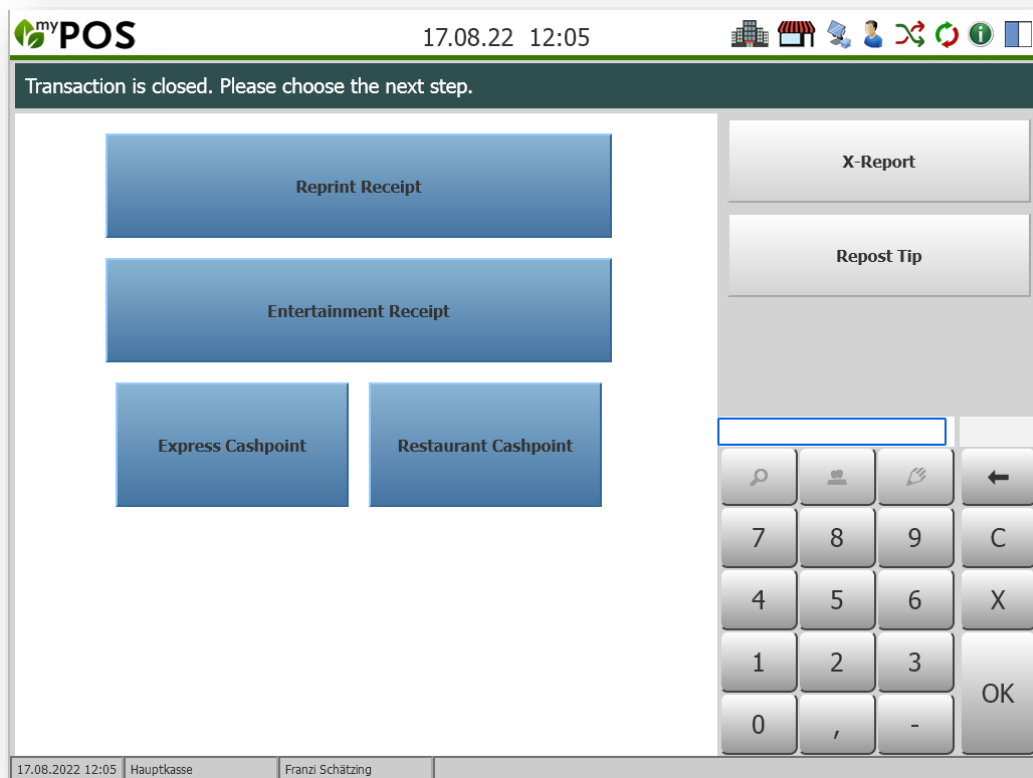 myPOS 17.08.22 12:05
Transaction is closed. Please choose the next step.
Reprint Receipt
Entertainment Receipt
Express Cashpoint Restaurant Cashpoint
X-Report
Repost Tip
7 8 9 C
4 5 6 X
1 2 3
OK
0 , -
17.08.2022 12:05 Hauptkasse Franzi Schätzing